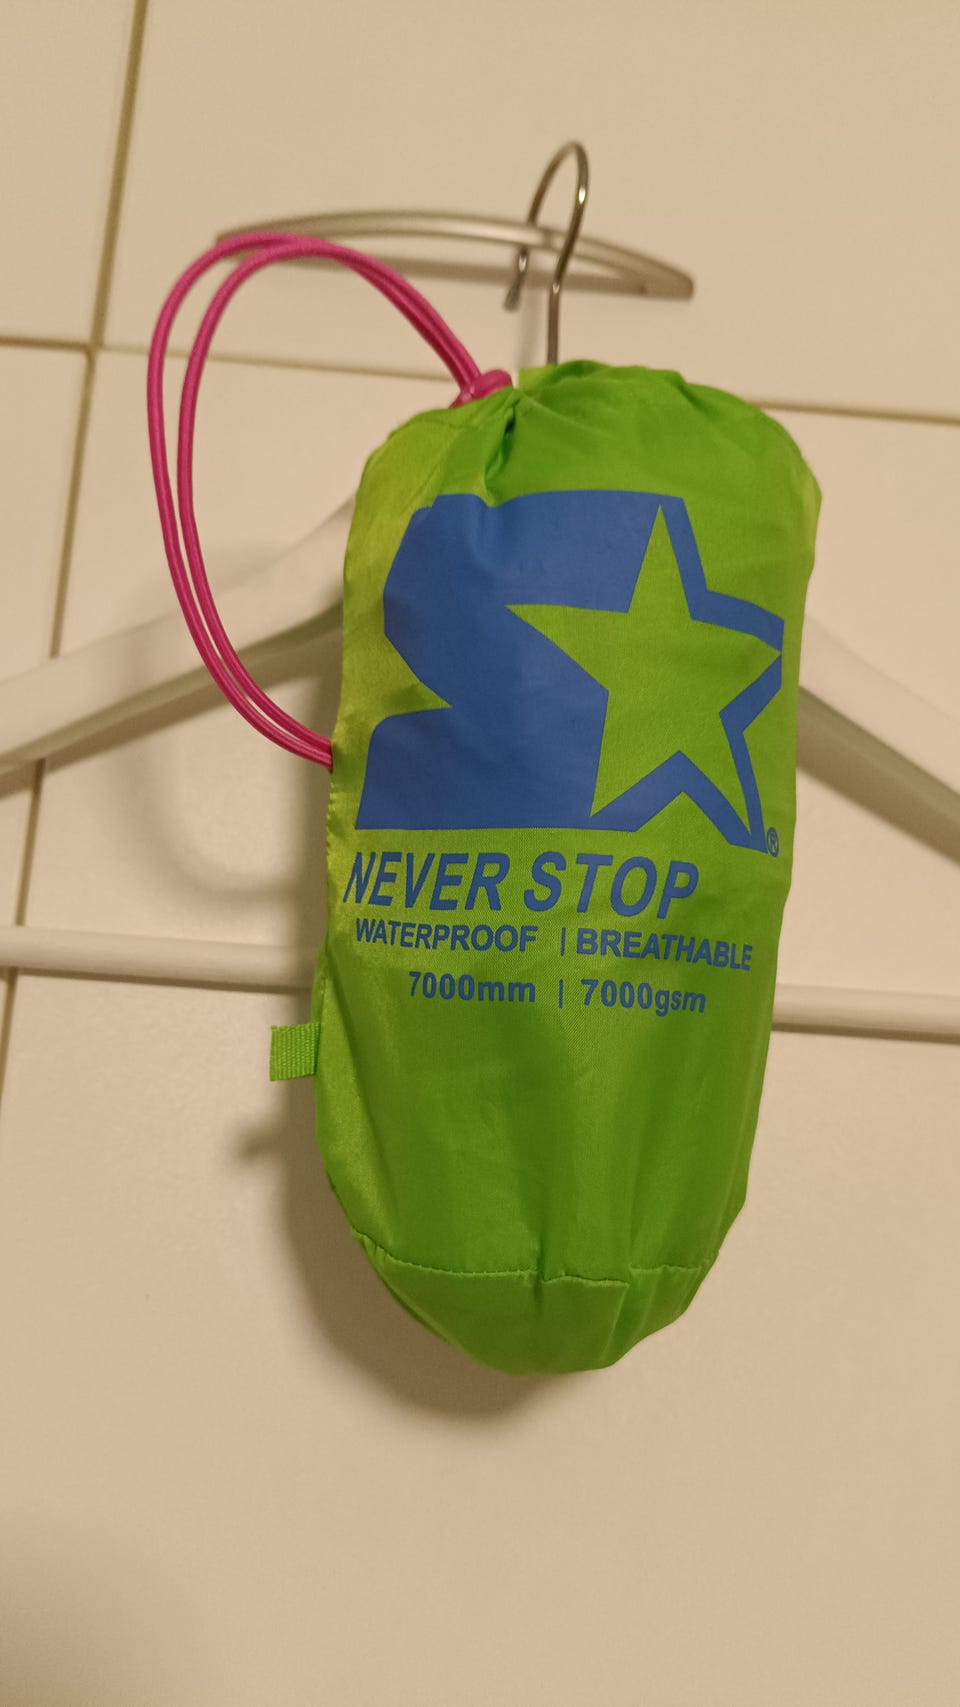 ®
NEVER STOP
WATERPROOF | BREATHABLE
7000mm | 7000gsm